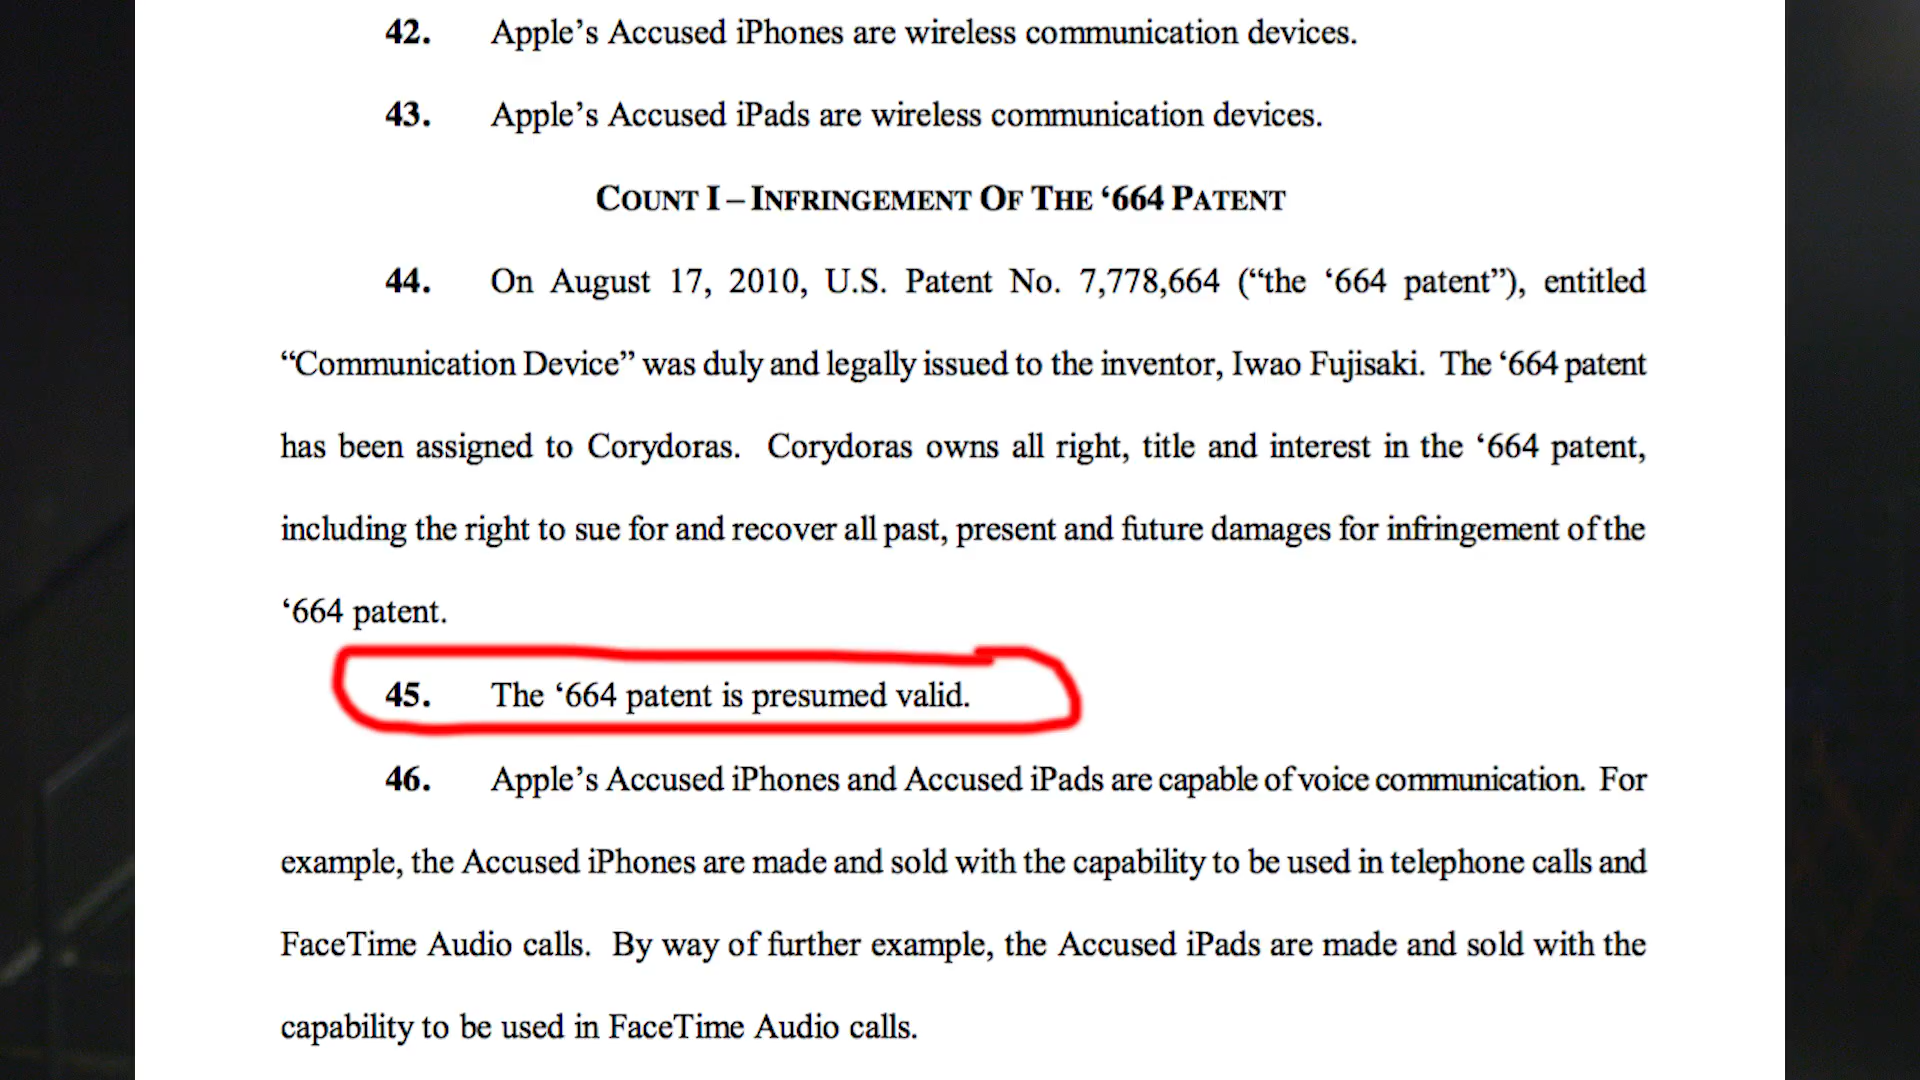 42. Apple’s Accused iPhones are wireless communication devices.
43. Apple’s Accused iPads are wireless communication devices.
COUNT I – INFRINGEMENT OF THE ‘664 PATENT
44. On August 17, 2010, U.S. Patent No. 7,778,664 (“the ‘664 patent”), entitled
“Communication Device” was duly and legally issued to the inventor, Iwao Fujisaki. The ‘664 patent
has been assigned to Corydoras. Corydoras owns all right, title and interest in the ‘664 patent,
including the right to sue for and recover all past, present and future damages for infringement of the
‘664 patent.
45. The ‘664 patent is presumed valid.
46. Apple’s Accused iPhones and Accused iPads are capable of voice communication. For
example, the Accused iPhones are made and sold with the capability to be used in telephone calls and
FaceTime Audio calls. By way of further example, the Accused iPads are made and sold with the
capability to be used in FaceTime Audio calls.